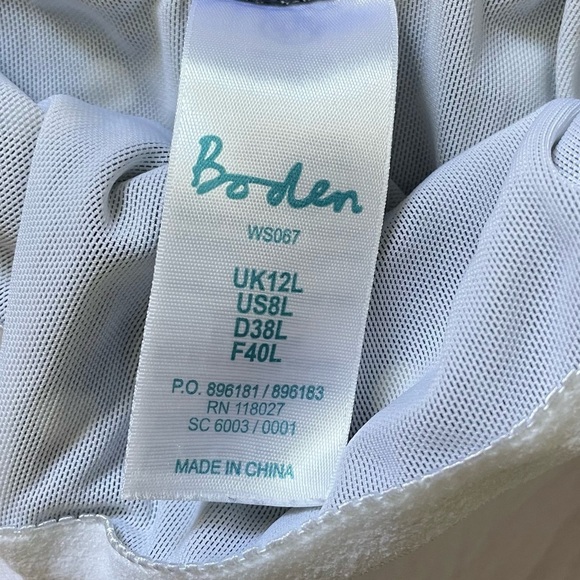 Boden
WS067
UK12L
US8L
D38L
F40L
P.O. 896181 / 896183
RN 118027
SC 6003 / 0001
MADE IN CHINA